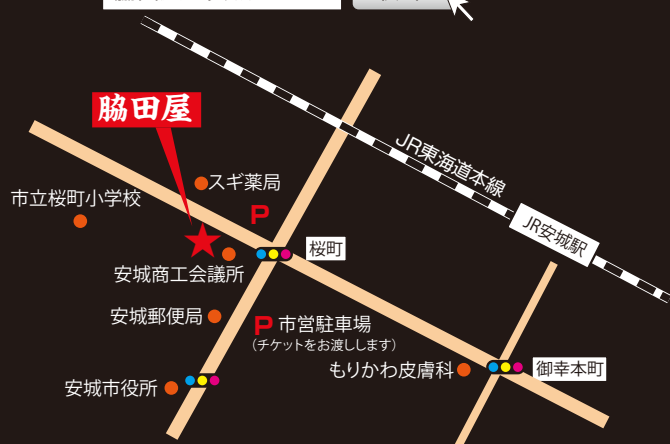 脇田屋
JR東海道本線
スギ薬局
市立桜町小学校
P
JR安城駅
桜町
安城商工会議所
安城郵便局
P 市営駐車場
(チケットをお渡しします)
もりかわ皮膚科
御幸本町
安城市役所